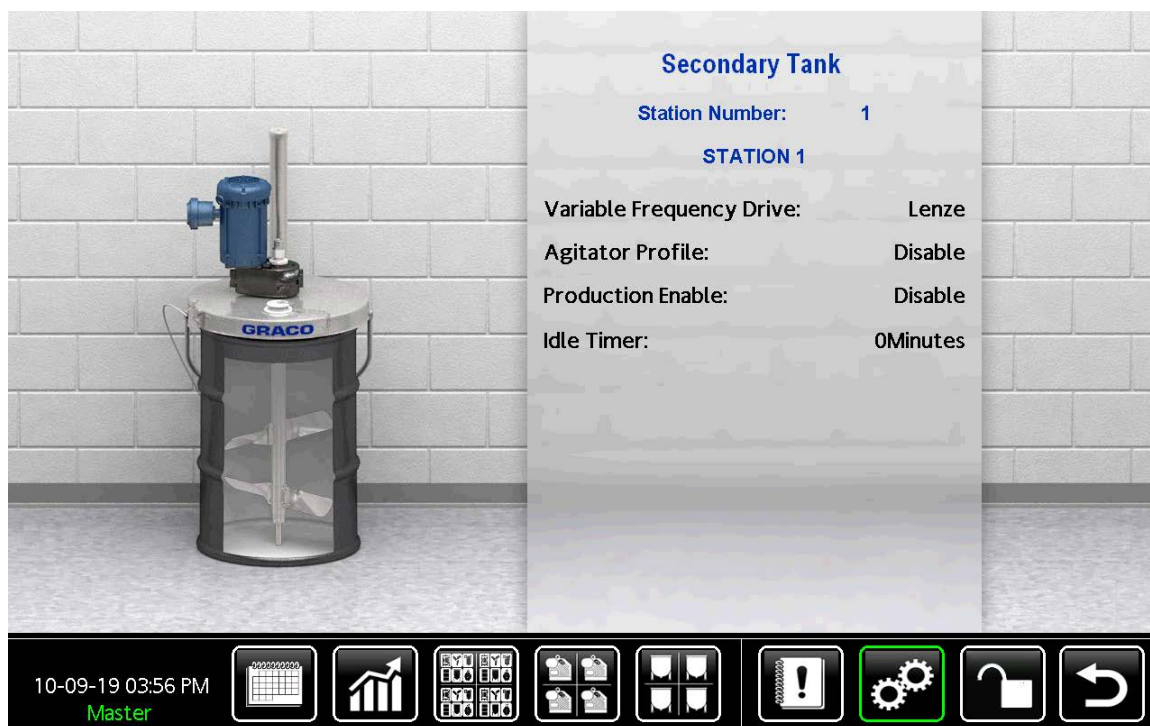 Secondary Tank
Station Number: 1
STATION 1
Variable Frequency Drive: Lenze
Agitator Profile: Disable
Production Enable: Disable
Idle Timer: 0Minutes
GRACO
10-09-19 03:56 PM
Master